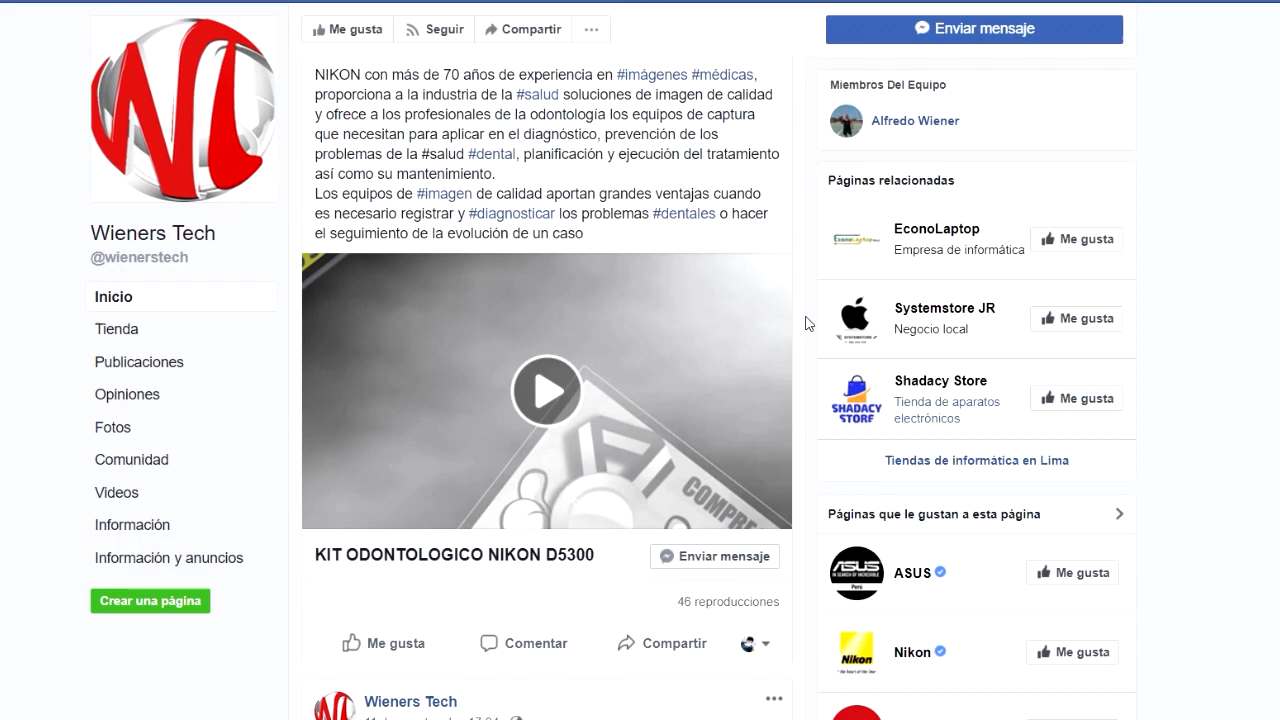 Me gusta
Seguir
Compartir
Enviar mensaje
Wieners Tech
@wienerstech
Inicio
Tienda
Publicaciones
Opiniones
Fotos
Comunidad
Videos
Información
Información y anuncios
Crear una página
NIKON con más de 70 años de experiencia en #imágenes #médicas,
proporciona a la industria de la #salud soluciones de imagen de calidad
y ofrece a los profesionales de la odontología los equipos de captura
que necesitan para aplicar en el diagnóstico, prevención de los
problemas de la #salud #dental, planificación y ejecución del tratamiento
así como su mantenimiento.
Los equipos de #imagen de calidad aportan grandes ventajas cuando
es necesario registrar y #diagnosticar los problemas #dentales o hacer
el seguimiento de la evolución de un caso
KIT ODONTOLOGICO NIKON D5300
Enviar mensaje
46 reproducciones
Me gusta
Comentar
Compartir
Wieners Tech
Miembros Del Equipo
Alfredo Wiener
Páginas relacionadas
EconoLaptop
Empresa de informática
Me gusta
Systemstore JR
Negocio local
Me gusta
SHADACY
STORE
Shadacy Store
Tienda de aparatos
electrónicos
Me gusta
Tiendas de informática en Lima
Páginas que le gustan a esta página
ASUS
IN SEARCH OF INCREDIBLE
Perú
ASUS
Me gusta
Nikon
Nikon
Me gusta